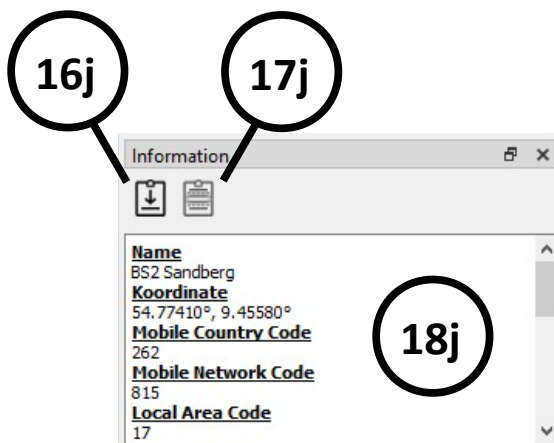 16j
17j
Information
Name
BS2 Sandberg
Koordinate
54.77410°, 9.45580°
Mobile Country Code
262
Mobile Network Code
815
Local Area Code
17
18j